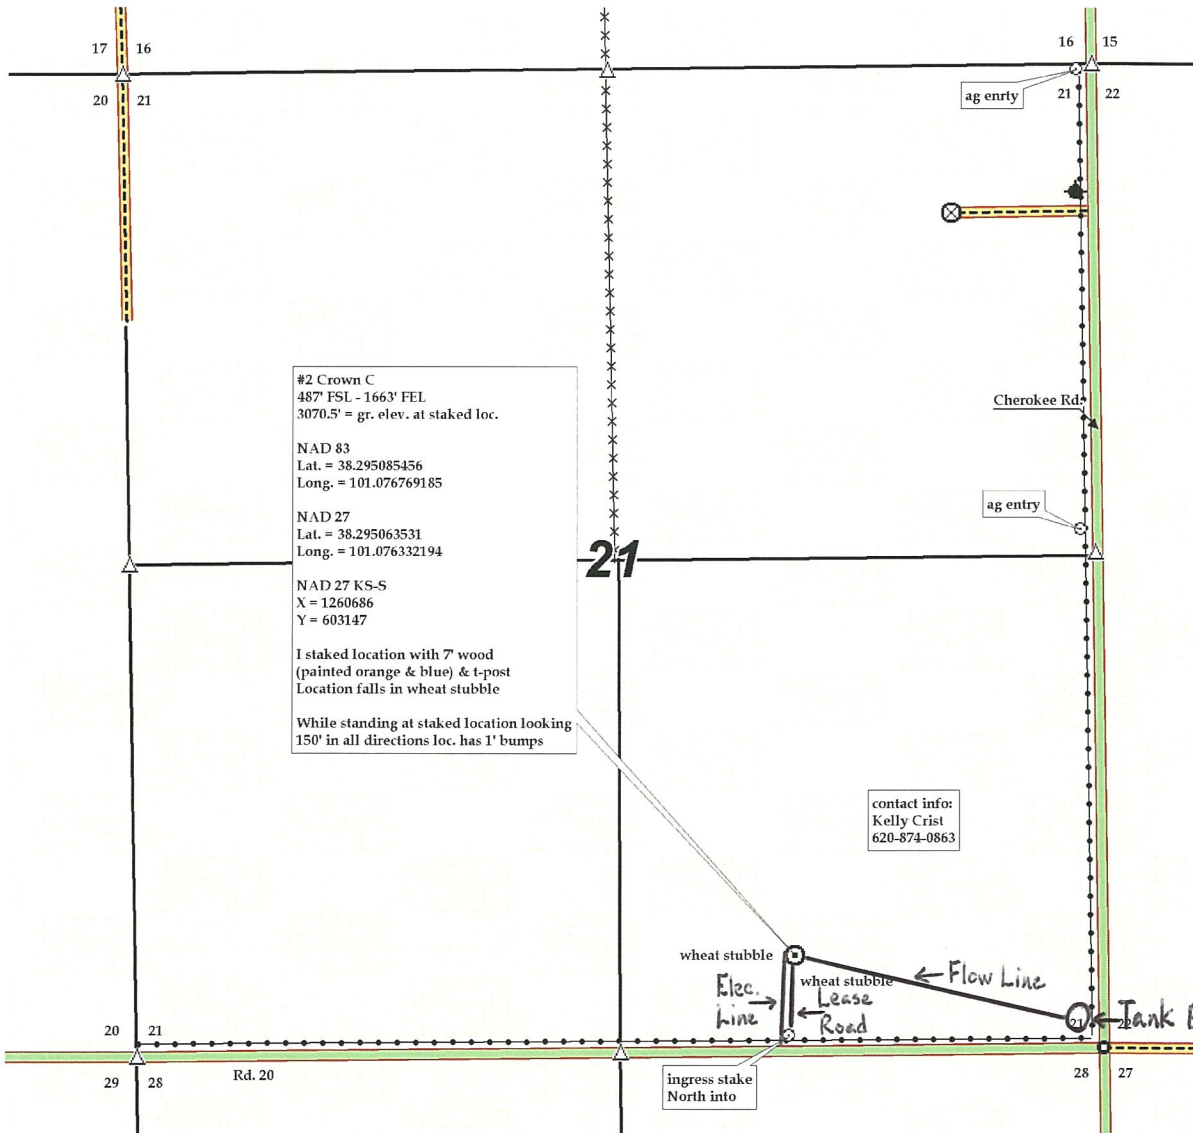 17 16
16 15
20 21
ag enrty
21 22
#2 Crown C
487' FSL - 1663' FEL
3070.5' = gr. elev. at staked loc.
NAD 83
Lat. = 38.295085456
Long. = 101.076769185
NAD 27
Lat. = 38.295063531
Long. = 101.076332194
NAD 27 KS-S
X = 1260686
Y = 603147
I staked location with 7' wood
(painted orange & blue) & t-post
Location falls in wheat stubble
While standing at staked location looking
150' in all directions loc. has 1' bumps
Cherokee Rd.
ag entry
21
contact info:
Kelly Crist
620-874-0863
wheat stubble
wheat stubble
Flow Line
Elec.
Line
Lease
Road
21 22
Tank
20 21
29 28
Rd. 20
ingress stake
North into
28 27